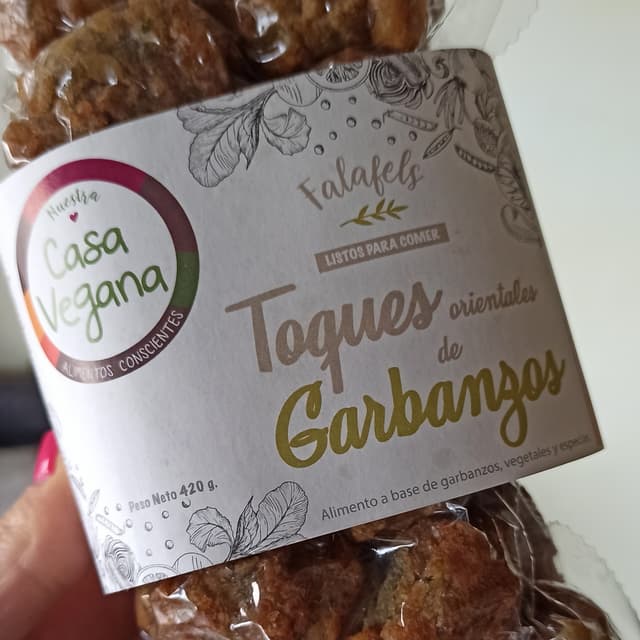 Nuestra
Casa
Vegana
ALIMENTOS CONSCIENTES
Falafels
LISTOS PARA COMER
Toques orientales
de
Garbanzos
Peso Neto 420 g.
Alimento a base de garbanzos, vegetales y